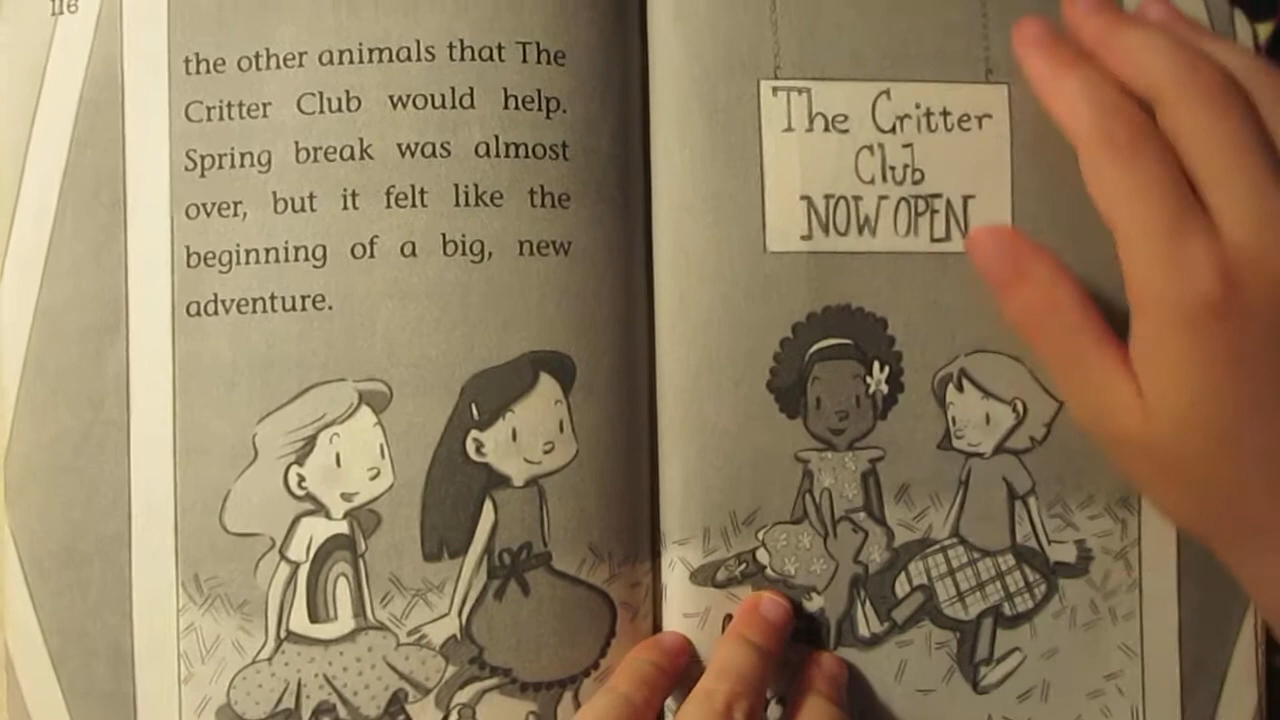 116
the other animals that The
Critter Club would help.
Spring break was almost
over, but it felt like the
beginning of a big, new
adventure.
The Critter
Club
NOW OPEN